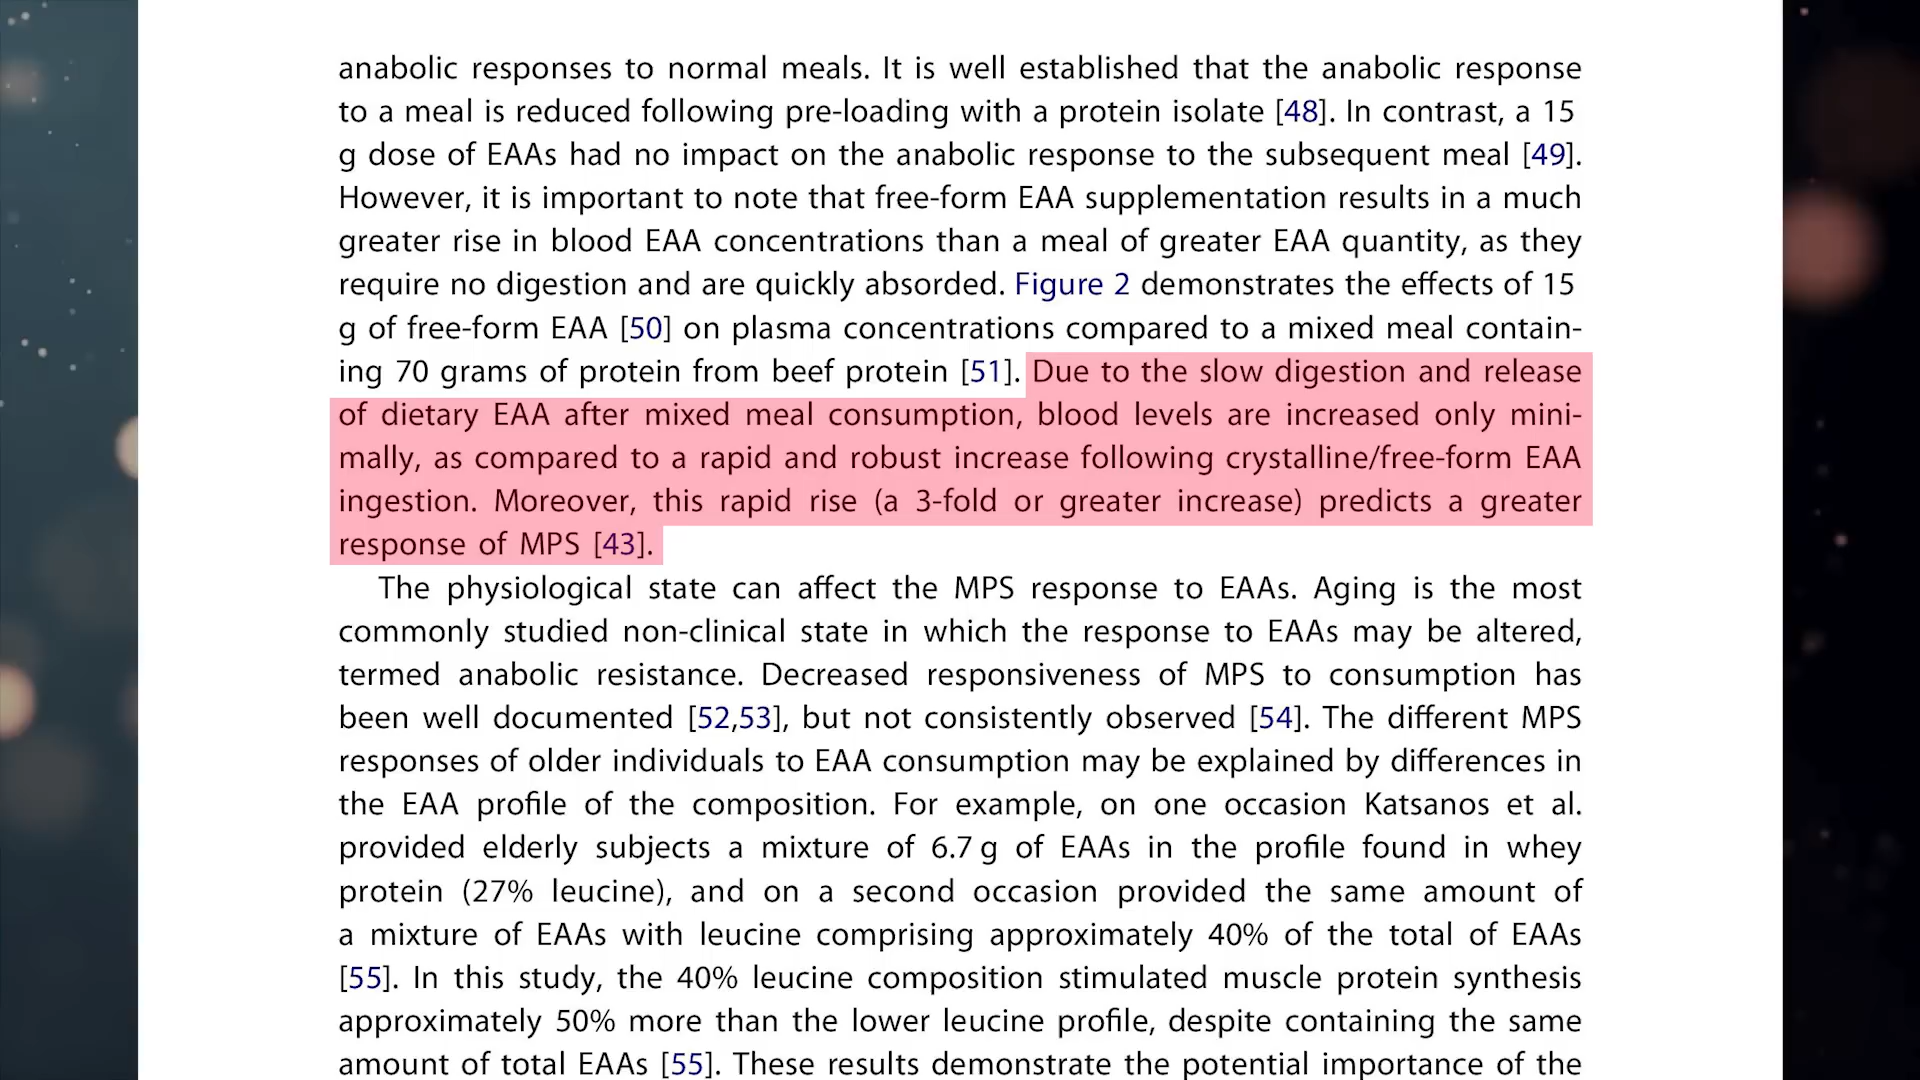 anabolic responses to normal meals. It is well established that the anabolic response
to a meal is reduced following pre-loading with a protein isolate [48]. In contrast, a 15
g dose of EAAs had no impact on the anabolic response to the subsequent meal [49].
However, it is important to note that free-form EAA supplementation results in a much
greater rise in blood EAA concentrations than a meal of greater EAA quantity, as they
require no digestion and are quickly absorded. Figure 2 demonstrates the effects of 15
g of free-form EAA [50] on plasma concentrations compared to a mixed meal contain-
ing 70 grams of protein from beef protein [51]. Due to the slow digestion and release
of dietary EAA after mixed meal consumption, blood levels are increased only mini-
mally, as compared to a rapid and robust increase following crystalline/free-form EAA
ingestion. Moreover, this rapid rise (a 3-fold or greater increase) predicts a greater
response of MPS [43].
The physiological state can affect the MPS response to EAAs. Aging is the most
commonly studied non-clinical state in which the response to EAAs may be altered,
termed anabolic resistance. Decreased responsiveness of MPS to consumption has
been well documented [52,53], but not consistently observed [54]. The different MPS
responses of older individuals to EAA consumption may be explained by differences in
the EAA profile of the composition. For example, on one occasion Katsanos et al.
provided elderly subjects a mixture of 6.7 g of EAAs in the profile found in whey
protein (27% leucine), and on a second occasion provided the same amount of
a mixture of EAAs with leucine comprising approximately 40% of the total of EAAs
[55]. In this study, the 40% leucine composition stimulated muscle protein synthesis
approximately 50% more than the lower leucine profile, despite containing the same
amount of total EAAs [55]. These results demonstrate the potential importance of the